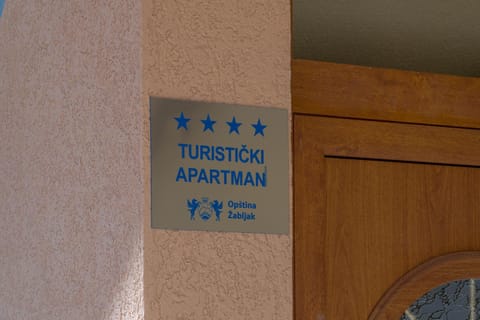 TURISTIČKI
APARTMAN
Opština
Žabljak